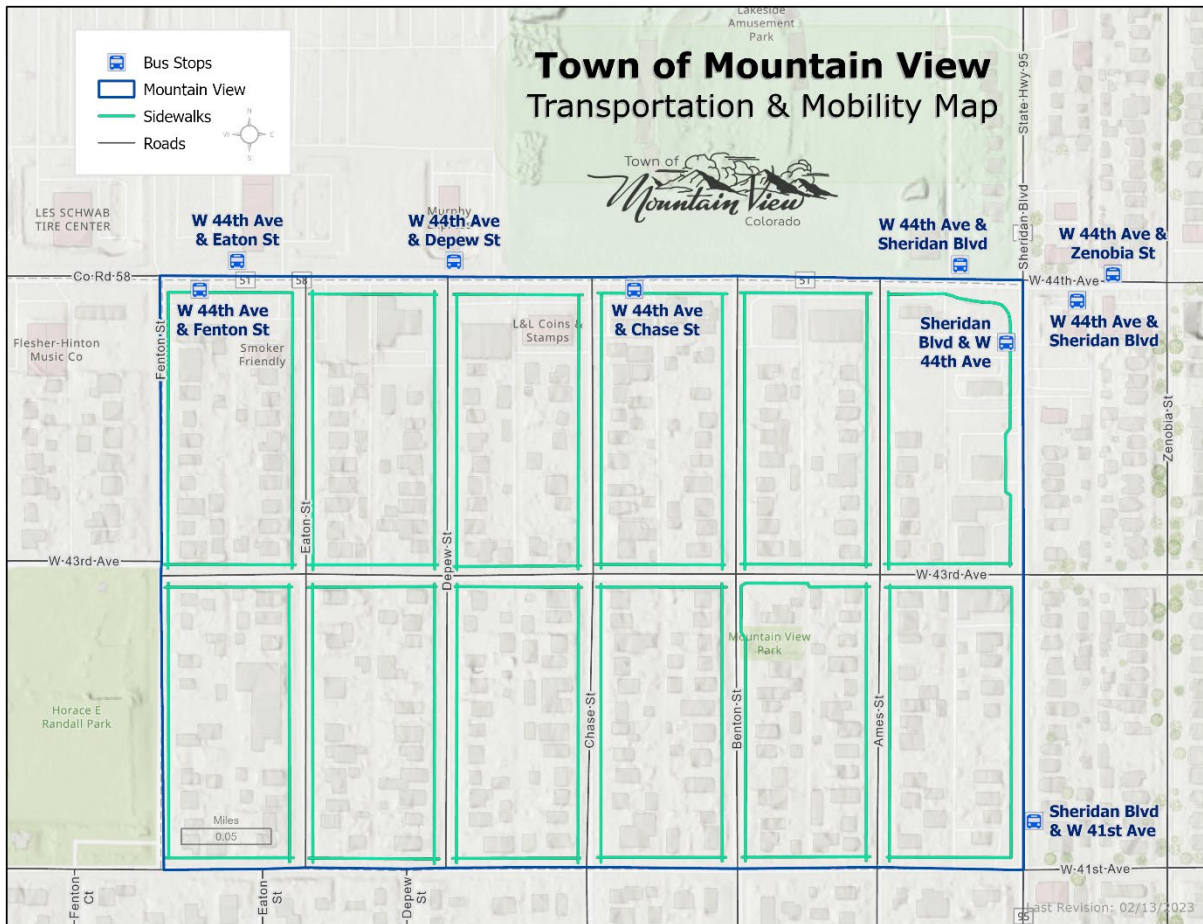 Lakeside
Amusement
Park
Bus Stops
Mountain View
Sidewalks
Roads
N
W
E
S
Town of Mountain View
Transportation & Mobility Map
Town of
Mountain View
Colorado
State Hwy 95
Sheridan Blvd
LES SCHWAB
TIRE CENTER
W 44th Ave
& Eaton St
Murphy
W 44th Ave
& Depew St
W 44th Ave &
Sheridan Blvd
W 44th Ave &
Zenobia St
Co Rd 58
51
58
51
W 44th Ave
W 44th Ave
& Fenton St
W 44th Ave
& Chase St
W 44th Ave &
Sheridan Blvd
Sheridan
Blvd & W
44th Ave
Flesher-Hinton
Music Co
Fenton St
Smoker
Friendly
L&L Coins &
Stamps
Zenobia St
Eaton St
Depew St
W 43rd Ave
W 43rd Ave
Mountain View
Park
Horace E
Randall Park
Chase St
Benton St
Ames St
Miles
0.05
Sheridan Blvd
& W 41st Ave
W 41st Ave
Fenton
Ct
Eaton
St
Depew
St
95
Last Revision: 02/13/2023